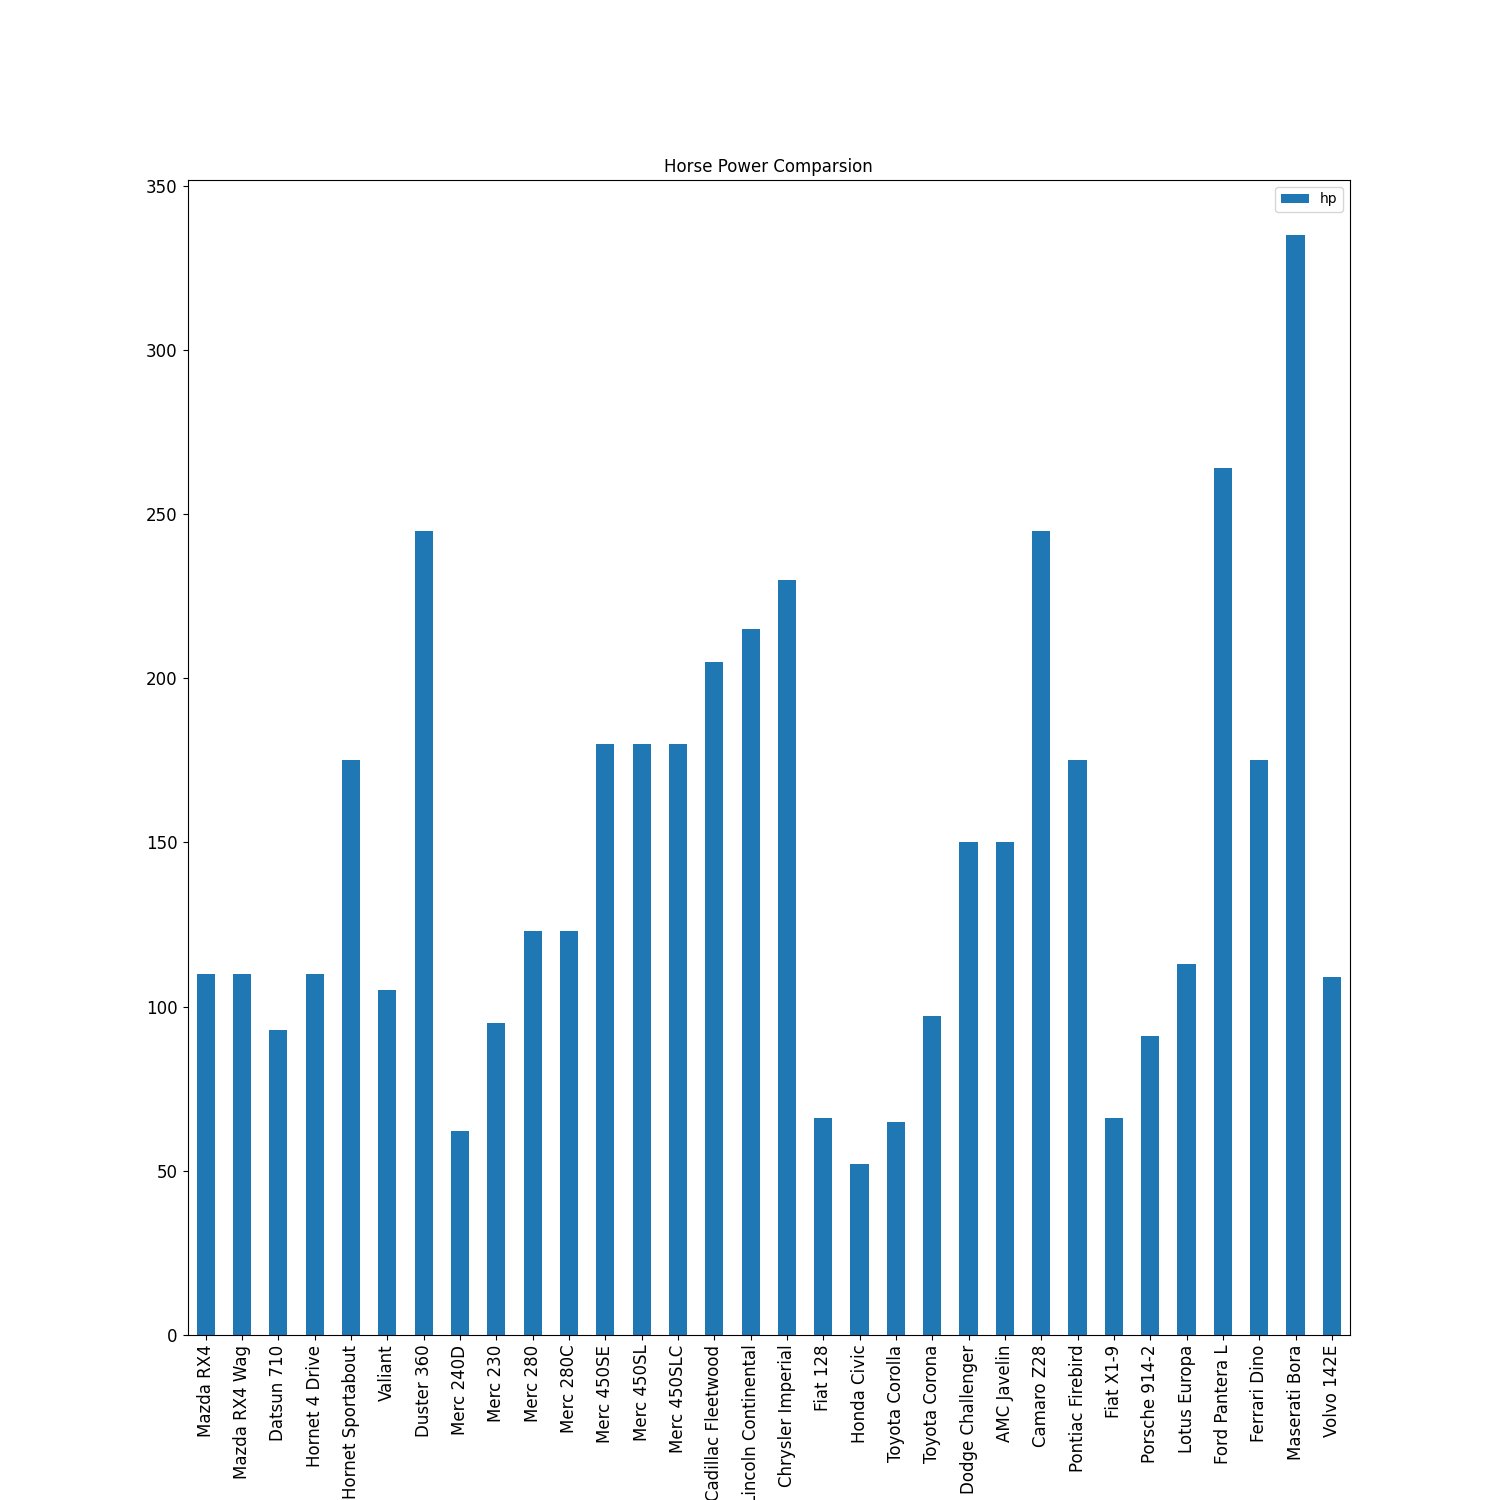 Horse Power Comparsion
hp
350
300
250
200
150
100
50
0
Mazda RX4
Mazda RX4 Wag
Datsun 710
Hornet 4 Drive
Hornet Sportabout
Valiant
Duster 360
Merc 240D
Merc 230
Merc 280
Merc 280C
Merc 450SE
Merc 450SL
Merc 450SLC
Cadillac Fleetwood
incoln Continental
Chrysler Imperial
Fiat 128
Honda Civic
Toyota Corolla
Toyota Corona
Dodge Challenger
AMC Javelin
Camaro Z28
Pontiac Firebird
Fiat X1-9
Porsche 914-2
Lotus Europa
Ford Pantera L
Ferrari Dino
Maserati Bora
Volvo 142E